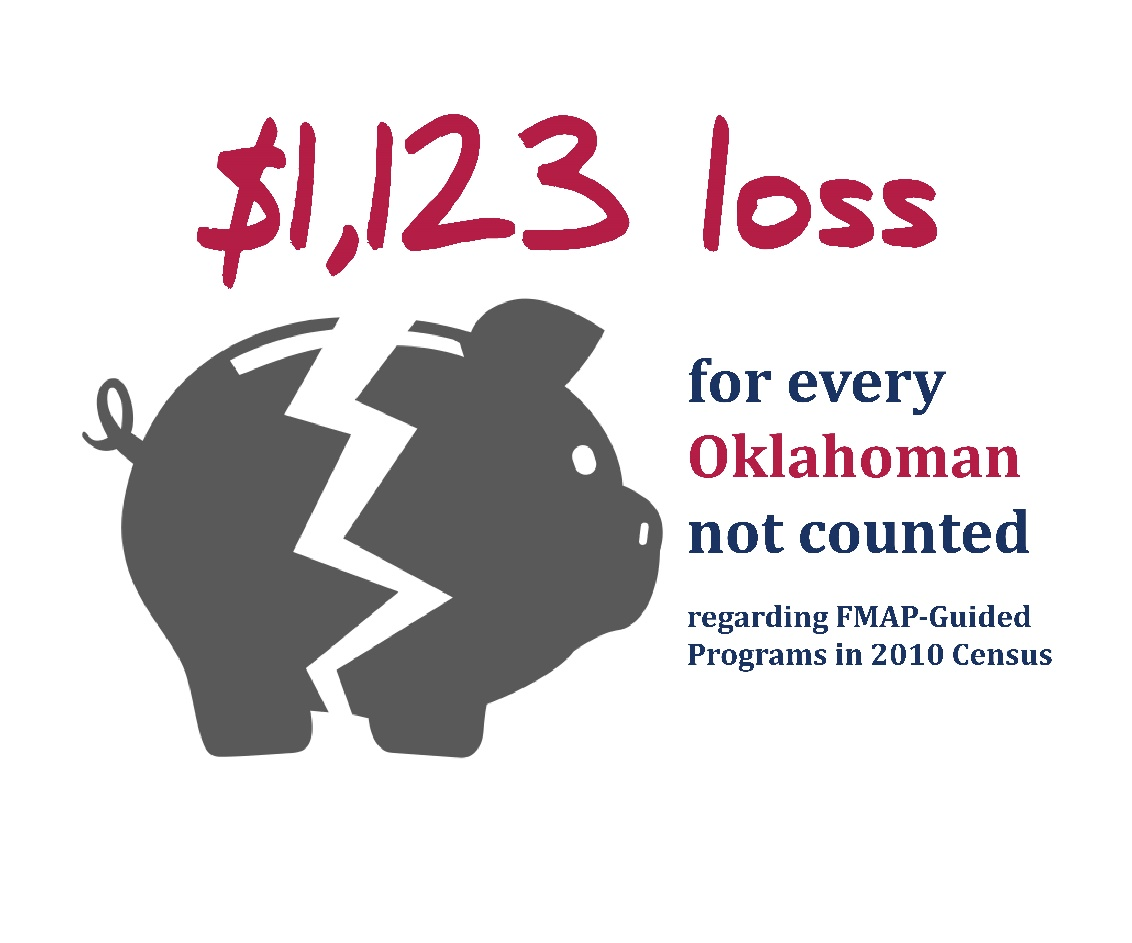 $1,123 loss
for every
Oklahoman
not counted
regarding FMAP-Guided
Programs in 2010 Census